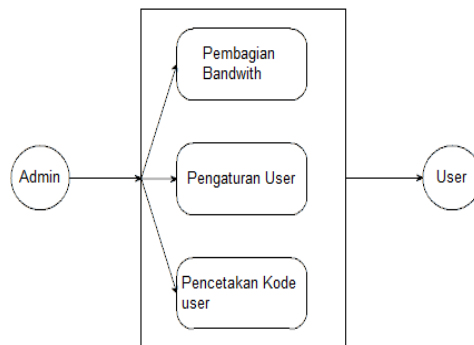 Pembagian
Bandwith
Admin
Pengaturan User
User
Pencetakan Kode
user